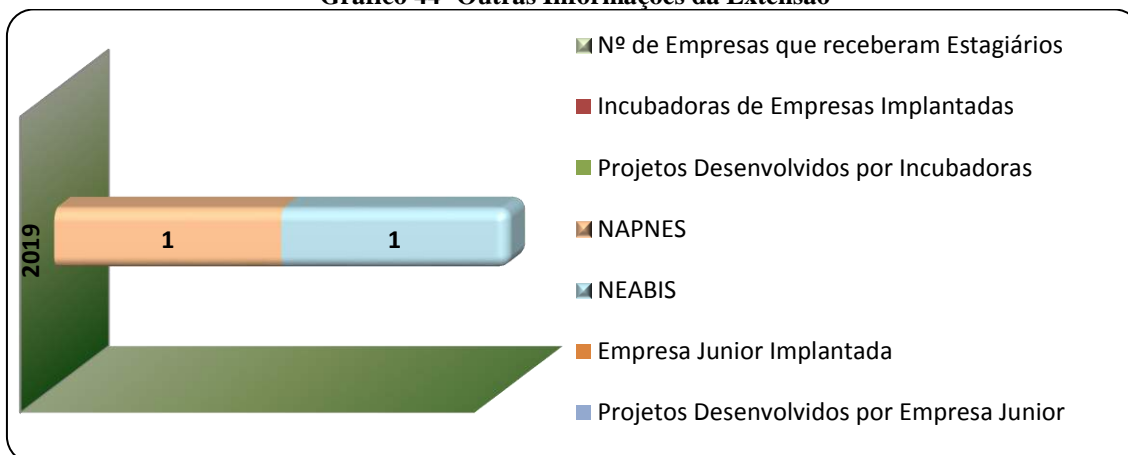 Gráfico 44- Outras Informações da Extensão
Nº de Empresas que receberam Estagiários
Incubadoras de Empresas Implantadas
Projetos Desenvolvidos por Incubadoras
NAPNES
NEABIS
Empresa Junior Implantada
Projetos Desenvolvidos por Empresa Junior
2019
1
1